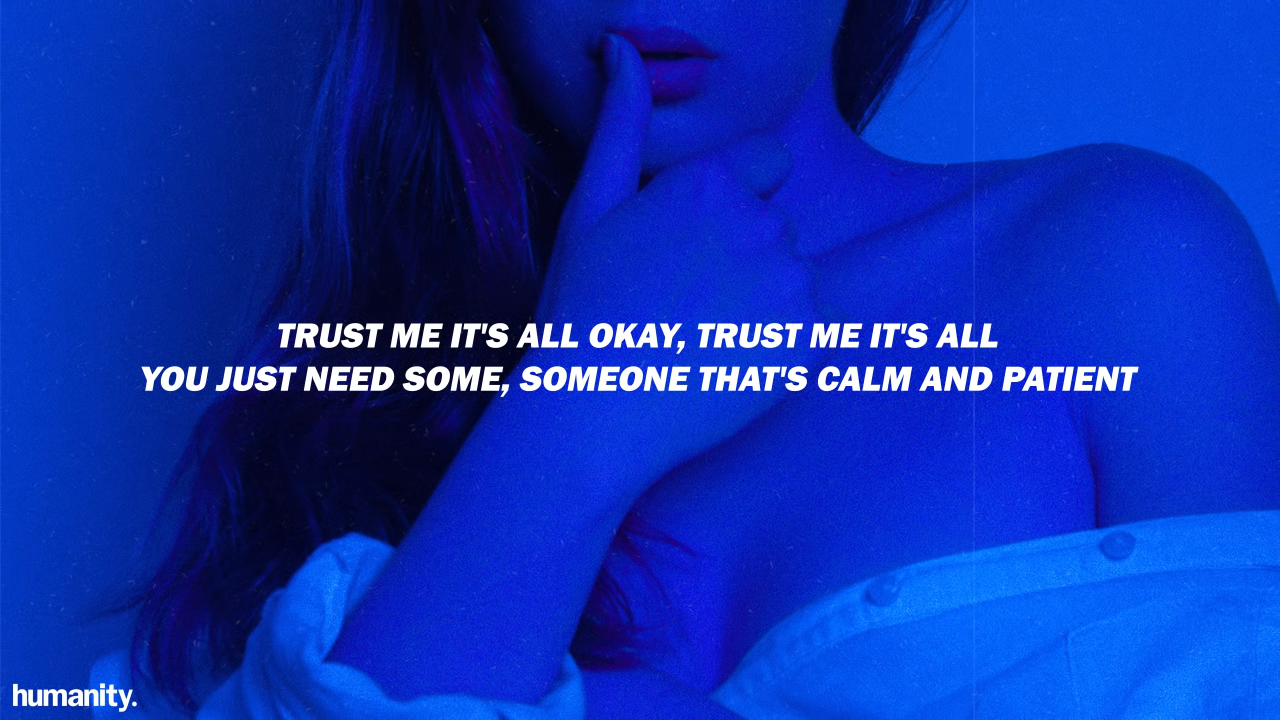 TRUST ME IT'S ALL OKAY, TRUST ME IT'S ALL
YOU JUST NEED SOME, SOMEONE THAT'S CALM AND PATIENT
humanity.